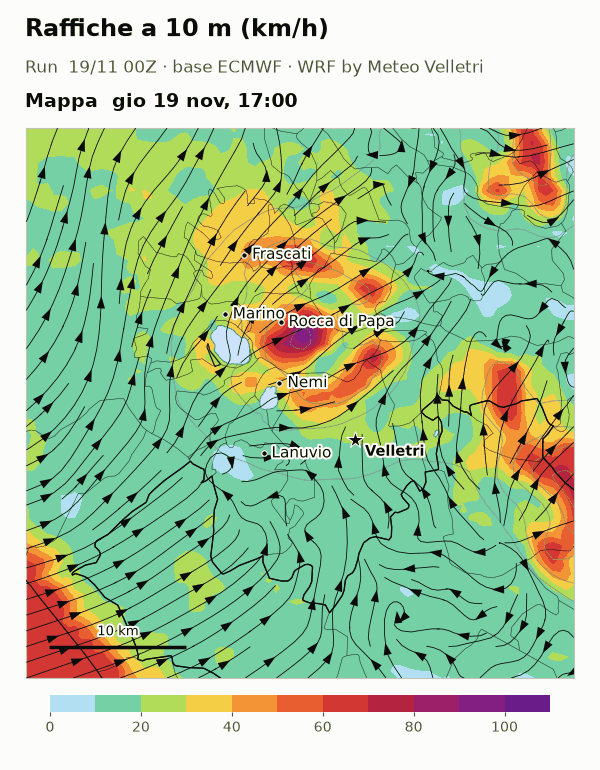 Raffiche a 10 m (km/h)
Run  19/11 00Z · base ECMWF · WRF by Meteo Velletri
Mappa  gio 19 nov, 17:00
Frascati
Marino
Rocca di Papa
Nemi
Velletri
Lanuvio
10 km
0 20 40 60 80 100